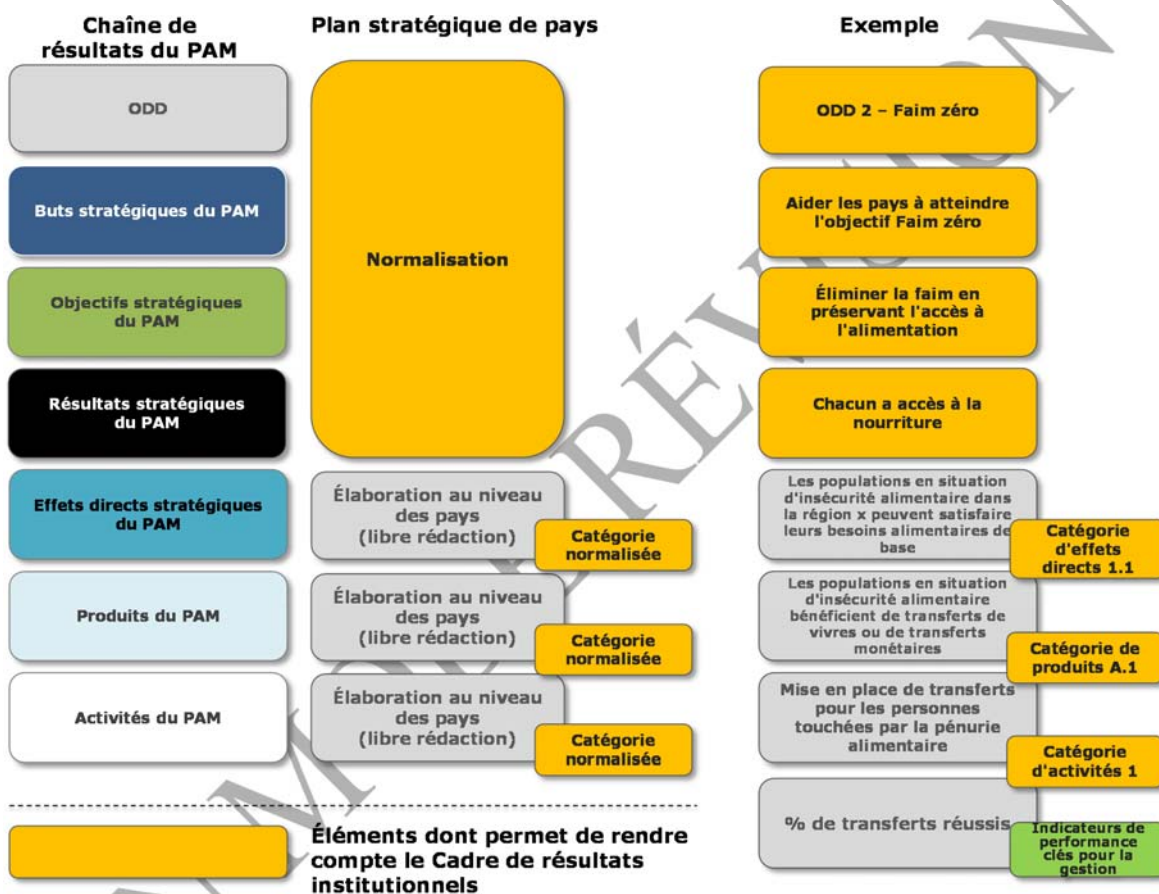 Chaîne de
résultats du PAM
Plan stratégique de pays
Exemple
ODD
Normalisation
ODD 2 – Faim zéro
Buts stratégiques du PAM
Aider les pays à atteindre
l'objectif Faim zéro
Objectifs stratégiques
du PAM
Éliminer la faim en
préservant l'accès à
l'alimentation
Résultats stratégiques
du PAM
Chacun a accès à la
nourriture
Effets directs stratégiques
du PAM
Élaboration au niveau
des pays
(libre rédaction)
Catégorie
normalisée
Les populations en situation
d'insécurité alimentaire dans
la région x peuvent satisfaire
leurs besoins alimentaires de
base
Catégorie
d'effets
directs 1.1
Produits du PAM
Élaboration au niveau
des pays
(libre rédaction)
Catégorie
normalisée
Les populations en situation
d'insécurité alimentaire
bénéficient de transferts de
vivres ou de transferts
monétaires
Catégorie de
produits A.1
Activités du PAM
Élaboration au niveau
des pays
(libre rédaction)
Catégorie
normalisée
Mise en place de transferts
pour les personnes
touchées par la pénurie
alimentaire
Catégorie
d'activités 1
% de transferts réussis
Indicateurs de
performance
clés pour la
gestion
Éléments dont permet de rendre
compte le Cadre de résultats
institutionnels